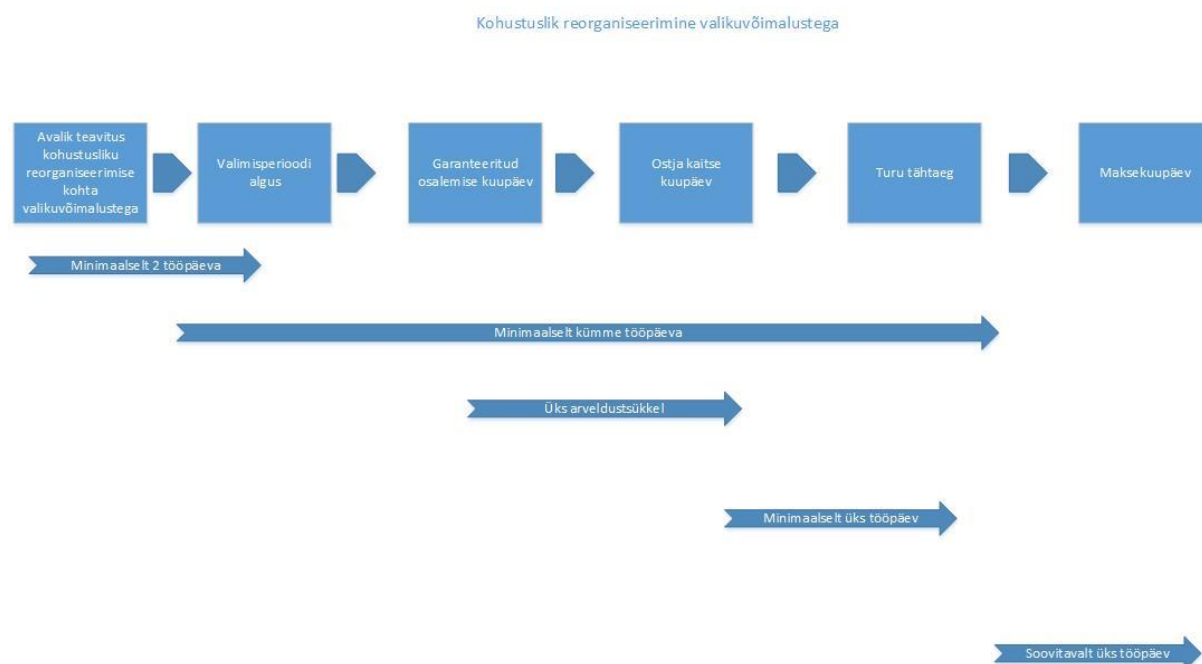 Kohustuslik reorganiseerimine valikuvõimalustega
Avalik teavitus
kohustusliku
reorganiseerimise
kohta
valikuvõimalustega
Valimisperioodi
algus
Garanteeritud
osalemise kuupäev
Ostja kaitse
kuupäev
Turu tähtaeg
Maksekuupäev
Minimaalselt 2 tööpäeva
Minimaalselt kümme tööpäeva
Üks arveldustsükkel
Minimaalselt üks tööpäev
Soovitavalt üks tööpäev